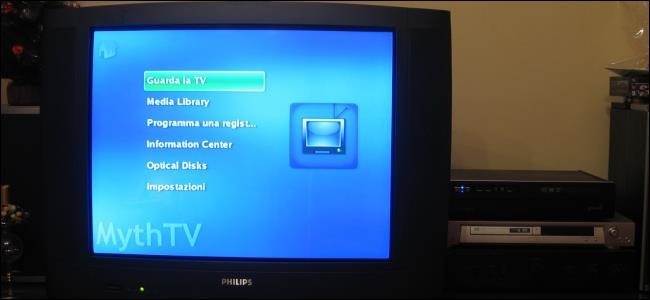 Guarda la TV
Media Library
Programma una regist...
Information Center
Optical Disks
Impostazioni
MythTV
PHILIPS